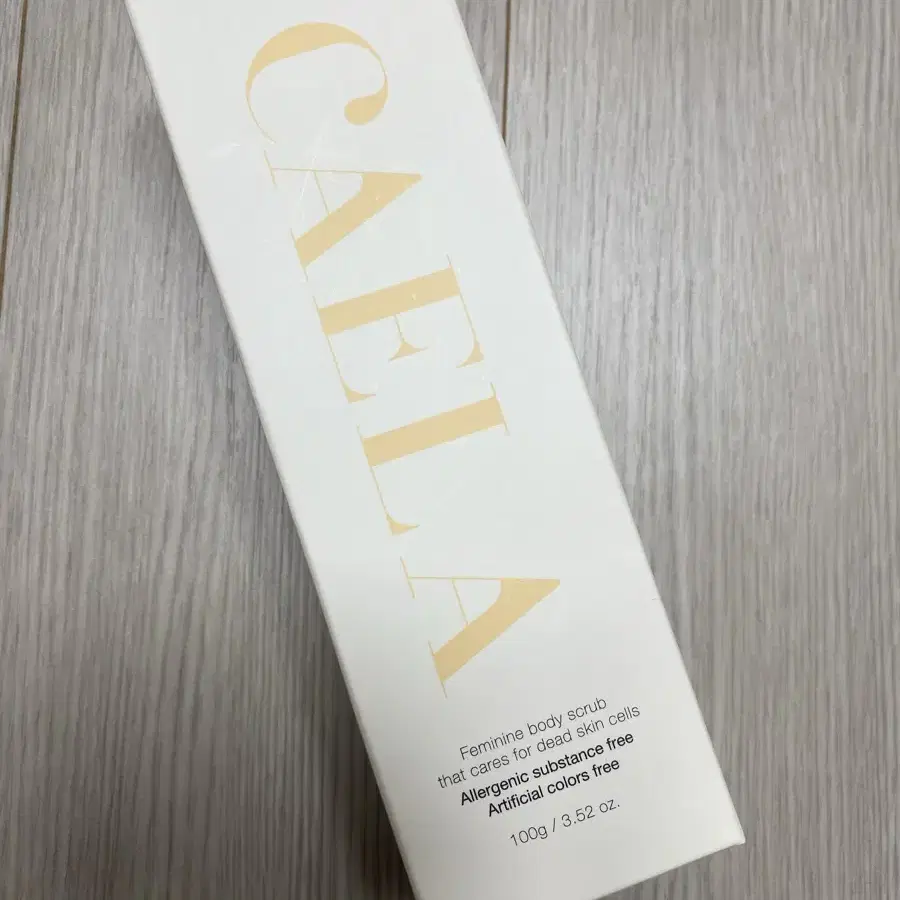 CAELA
Feminine body scrub
that cares for dead skin cells
Allergenic substance free
Artificial colors free
100g / 3.52 oz.